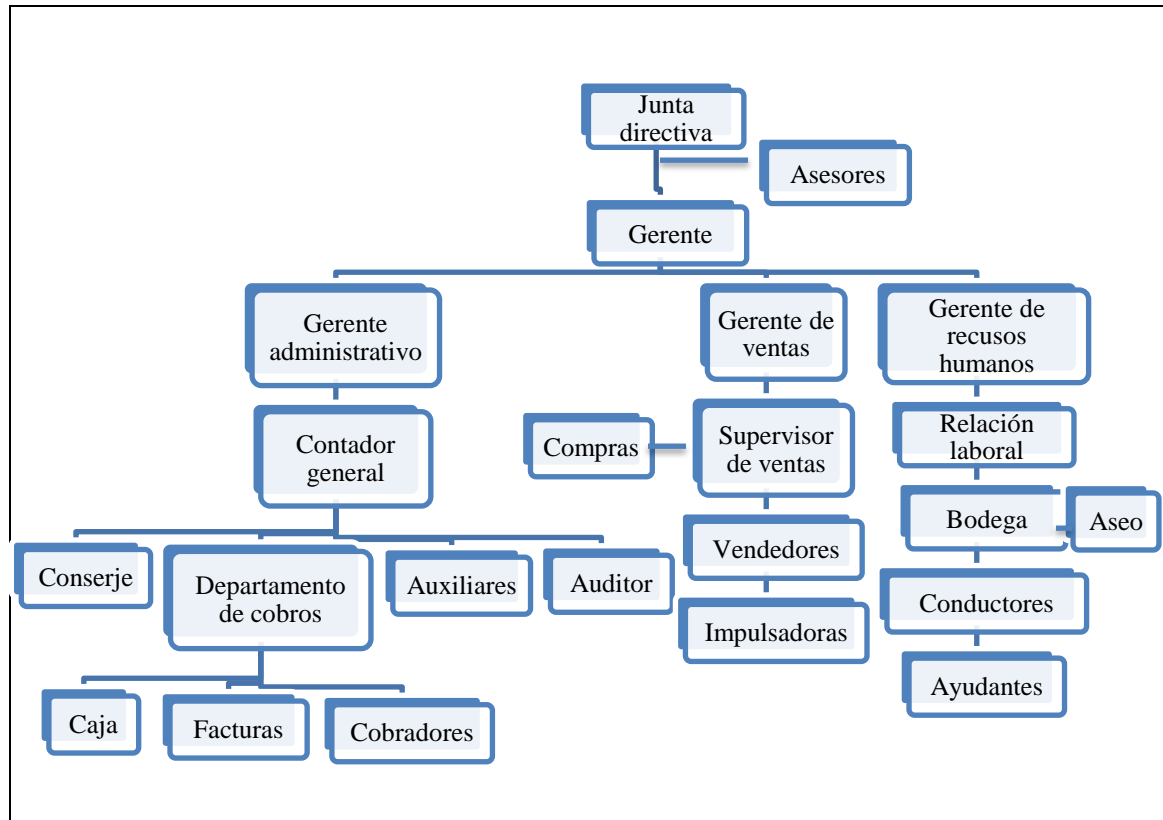 Junta
directiva
Asesores
Gerente
Gerente
administrativo
Gerente de
ventas
Gerente de
recusos
humanos
Contador
general
Compras
Supervisor
de ventas
Relación
laboral
Bodega
Aseo
Conserje
Departamento
de cobros
Auxiliares
Auditor
Vendedores
Conductores
Impulsadoras
Ayudantes
Caja
Facturas
Cobradores